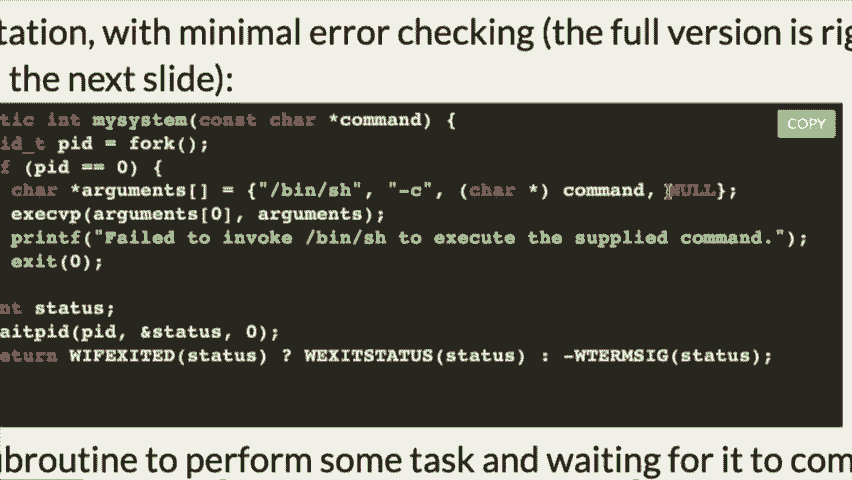 tation, with minimal error checking (the full version is rig
the next slide):
COPY
tic int mysystem(const char *command) {
id_t pid = fork();
f (pid == 0) {
char *arguments[] = {"/bin/sh", "-c", (char *) command, NULL};
execvp(arguments[0], arguments);
printf("Failed to invoke /bin/sh to execute the supplied command.");
exit(0);
nt status;
aitpid(pid, &status, 0);
eturn WIFEXITED(status) ? WEXITSTATUS(status) : -WTERMSIG(status);
ubroutine to perform some task and waiting for it to com